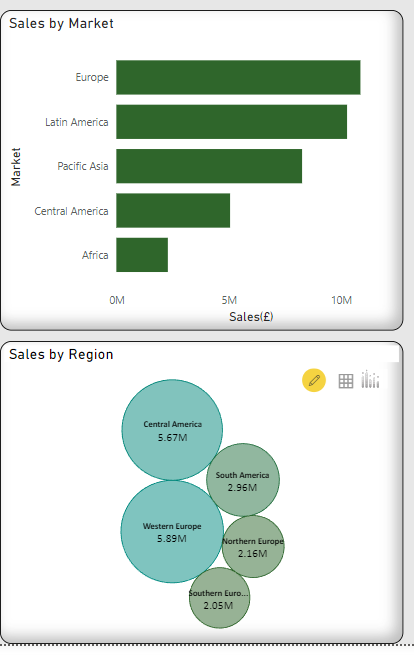 Sales by Market
Market
Europe
Latin America
Pacific Asia
Central America
Africa
0M 5M 10M
Sales(£)
Sales by Region
Central America
5.67M
South America
2.96M
Western Europe
5.89M
Northern Europe
2.16M
Southern Euro...
2.05M